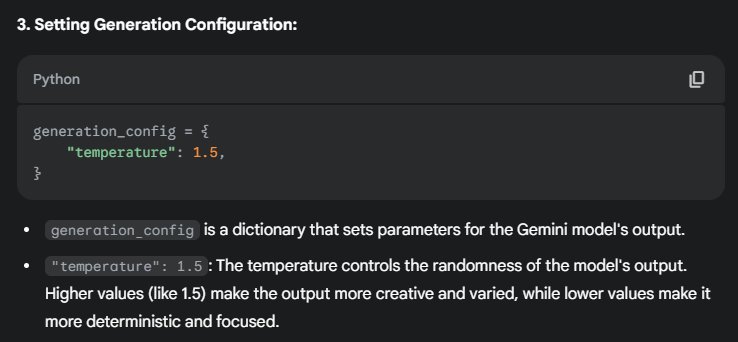 3. Setting Generation Configuration:
Python
generation_config = {
    "temperature": 1.5,
}
• generation_config is a dictionary that sets parameters for the Gemini model's output.
• "temperature": 1.5 : The temperature controls the randomness of the model's output.
Higher values (like 1.5) make the output more creative and varied, while lower values make it
more deterministic and focused.